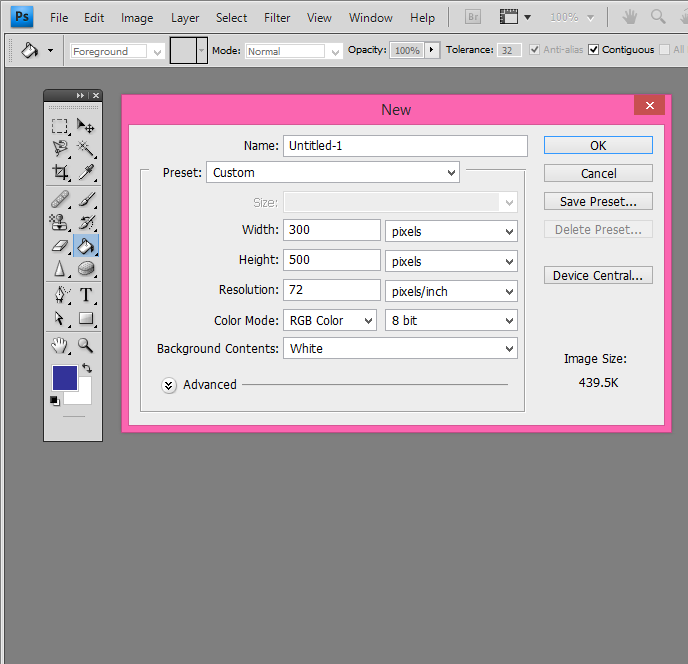 Ps File Edit Image Layer Select Filter View Window Help Br 100%
Foreground Mode: Normal Opacity: 100% Tolerance: 32 Anti-alias Contiguous All
New
Name: Untitled-1 OK
Preset: Custom Cancel
Size: Save Preset...
Width: 300 pixels Delete Preset...
Height: 500 pixels
Device Central...
Resolution: 72 pixels/inch
Color Mode: RGB Color 8 bit
Background Contents: White
Image Size:
Advanced 439.5K
T